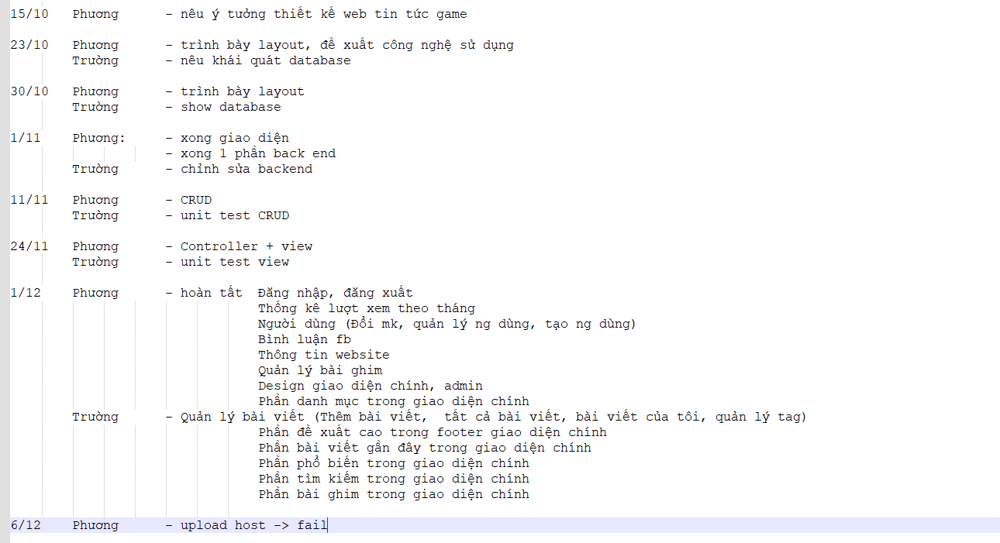 15/10 Phương - nêu ý tưởng thiết kế web tin tức game
23/10 Phương - trình bày layout, đề xuất công nghệ sử dụng
Trường - nêu khái quát database
30/10 Phương - trình bày layout
Trường - show database
1/11 Phương: - xong giao diện
- xong 1 phần back end
Trường - chỉnh sửa backend
11/11 Phương - CRUD
Trường - unit test CRUD
24/11 Phương - Controller + view
Trường - unit test view
1/12 Phương - hoàn tất Đăng nhập, đăng xuất
Thống kê lượt xem theo tháng
Người dùng (Đổi mk, quản lý ng dùng, tạo ng dùng)
Bình luận fb
Thông tin website
Quản lý bài ghim
Design giao diện chính, admin
Phần danh mục trong giao diện chính
Trường - Quản lý bài viết (Thêm bài viết, tất cả bài viết, bài viết của tôi, quản lý tag)
Phần đề xuất cao trong footer giao diện chính
Phần bài viết gần đây trong giao diện chính
Phần phổ biến trong giao diện chính
Phần tìm kiếm trong giao diện chính
Phần bài ghim trong giao diện chính
6/12 Phương - upload host -> fail